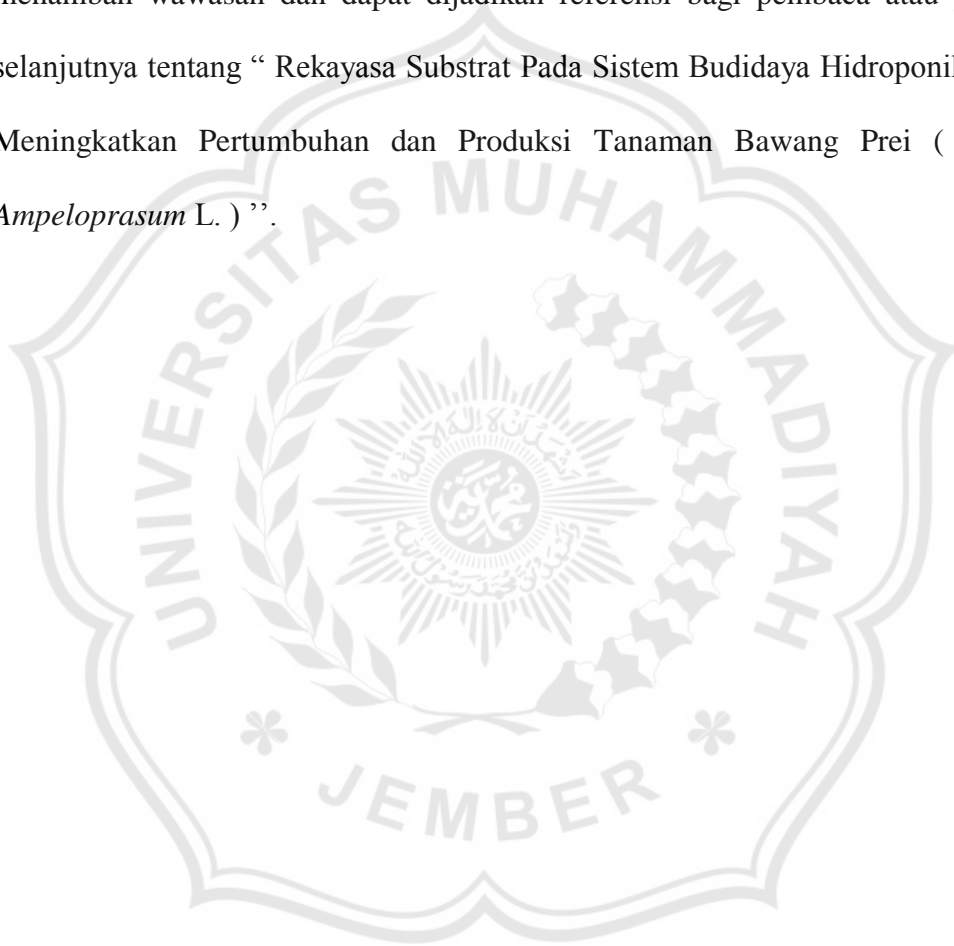 menambah wawasan dan dapat dijadikan referensi bagi pembaca atau
selanjutnya tentang “ Rekayasa Substrat Pada Sistem Budidaya Hidroponik
Meningkatkan Pertumbuhan dan Produksi Tanaman Bawang Prei (
Ampeloprasum L. ) ’’.
UNIVERSITAS MUHAMMADIYAH
JEMBER